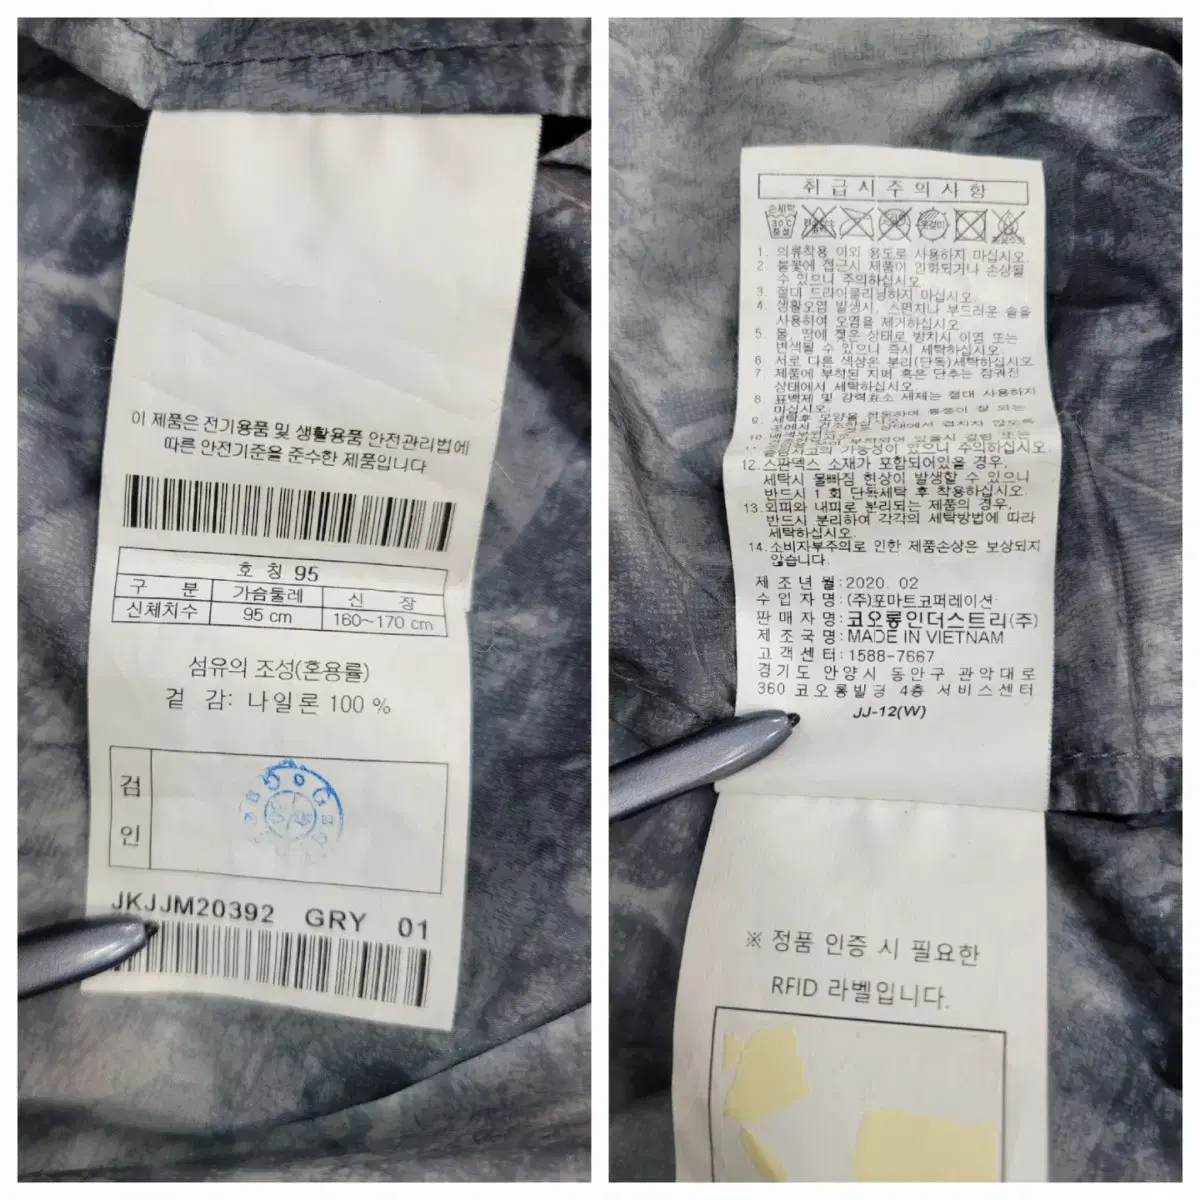 이 제품은 전기용품 및 생활용품 안전관리법에
따른 안전기준을 준수한 제품입니다
호 칭 95
구 분 가슴둘레 신 장
신체치수 95 cm 160~170 cm
섬유의 조성(혼용률)
겉 감: 나일론 100 %
검
인
JKJJM20392 GRY 01
취 급 시 주 의 사 항
손세탁
30℃
중성
1. 의류착용 이외 용도로 사용하지 마십시오.
2. 불꽃에 접근시 제품이 인화되거나 손상될
수 있으니 주의하십시오.
3. 절대 드라이클리닝하지 마십시오.
4. 생활오염 발생시, 스펀지나 부드러운 솔을
사용하여 오염을 제거하십시오
5. 물, 땀에 젖은 상태로 방치시 이염 또는
변색될 수 있으니 즉시 세탁하십시오.
6. 서로 다른 색상은 분리(단독)세탁하십시오
7. 제품에 부착된 지퍼 혹은 단추는 잠궈진
상태에서 세탁하십시오.
8. 표백제 및 강력효소 세제는 절대 사용하지
마십시오.
9. 세탁후 모양을
12. 스판덱스 소재가 포함되어있을 경우,
세탁시 물빠짐 현상이 발생할 수 있으니
반드시 1 회 단독세탁 후 착용하십시오.
13. 외피와 내피로 분리되는 제품의 경우,
반드시 분리하여 각각의 세탁방법에 따라
세탁하십시오.
14. 소비자부주의로 인한 제품손상은 보상되지
않습니다.
제 조 년 월: 2020. 02
수 입 자 명: (주)포마트코퍼레이션
판 매 자 명: 코오롱인더스트리(주)
제 조 국 명: MADE IN VIETNAM
고 객 센 터: 1588-7667
경 기 도 안 양 시 동 안 구 관 악 대 로
360 코 오 롱 빌 딩 4층 서 비 스 센 터
JJ-12(W)
※ 정품 인증 시 필요한
RFID 라벨입니다.